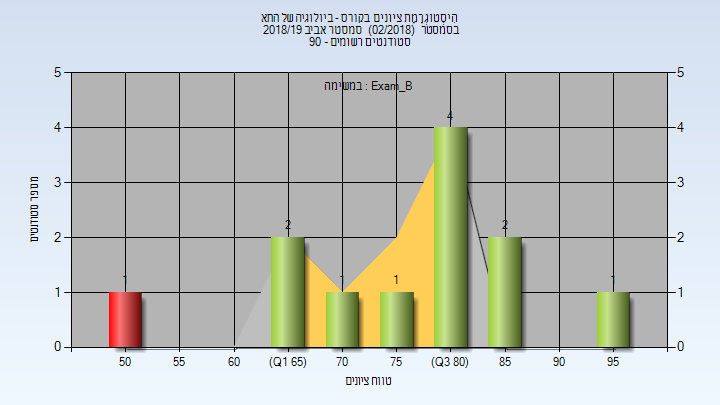 היסטוגרמת ציונים בקורס - ביולוגיה של התא
בסמסטר (02/2018) סמסטר אביב 2018/19
סטודנטים רשומים - 90
במשימה : Exam_B
5 5
4 4
3 3
2 2
1 1
0 0
מספר סטודנטים
1 2 1 1 4 2 1
50 55 60 (Q1 65) 70 75 (Q3 80) 85 90 95
טווח ציונים